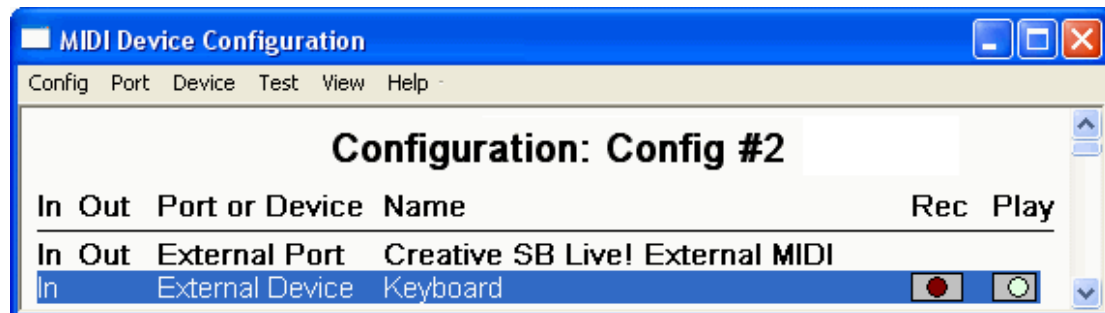 MIDI Device Configuration
Config Port Device Test View Help
Configuration: Config #2
In Out Port or Device Name Rec Play
In Out External Port Creative SB Live! External MIDI
In External Device Keyboard